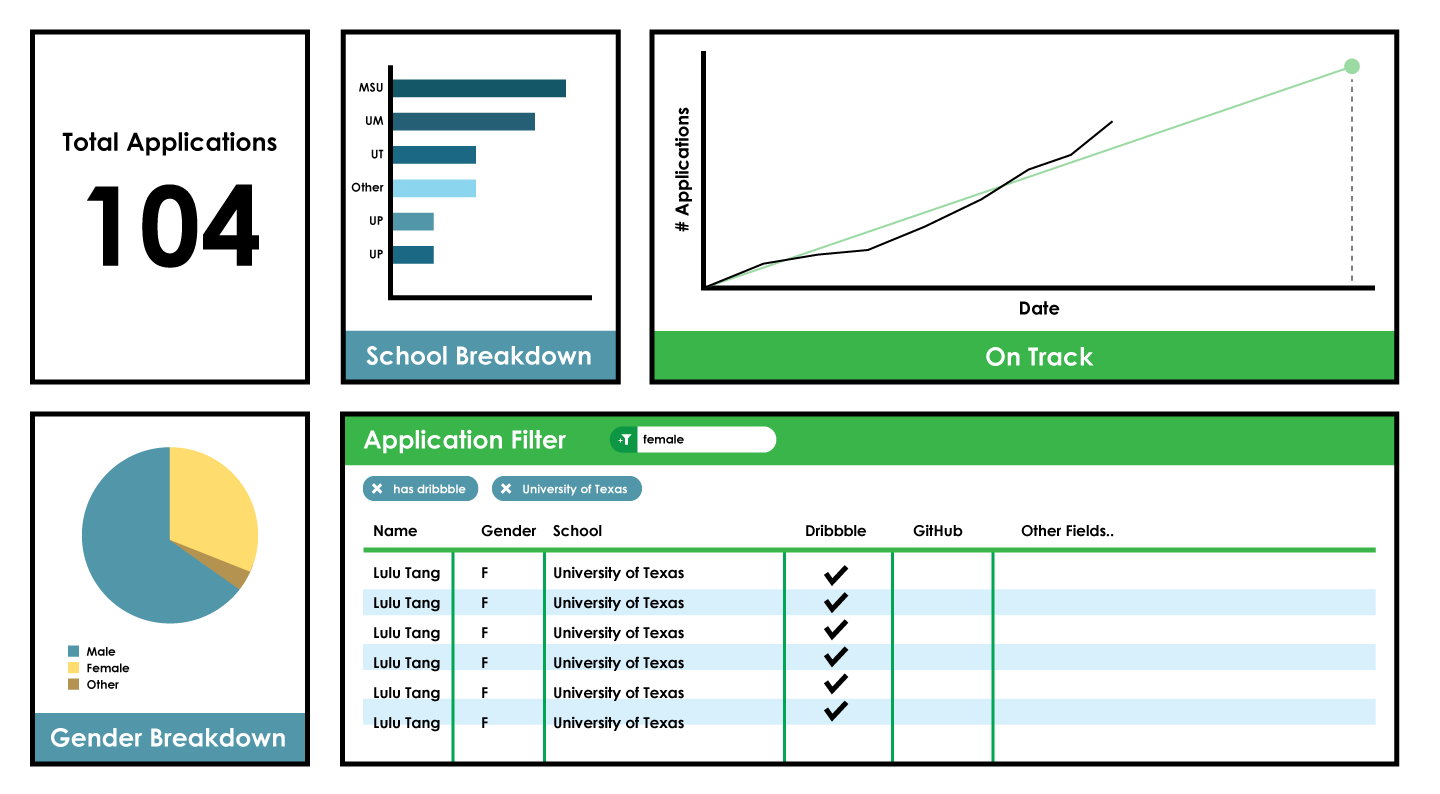 Total Applications
104
MSU
UM
UT
Other
UP
UP
School Breakdown
# Applications
Date
On Track
Male
Female
Other
Gender Breakdown
Application Filter
+T female
has dribbble University of Texas
Name Gender School Dribbble GitHub Other Fields..
Lulu Tang F University of Texas
Lulu Tang F University of Texas
Lulu Tang F University of Texas
Lulu Tang F University of Texas
Lulu Tang F University of Texas
Lulu Tang F University of Texas